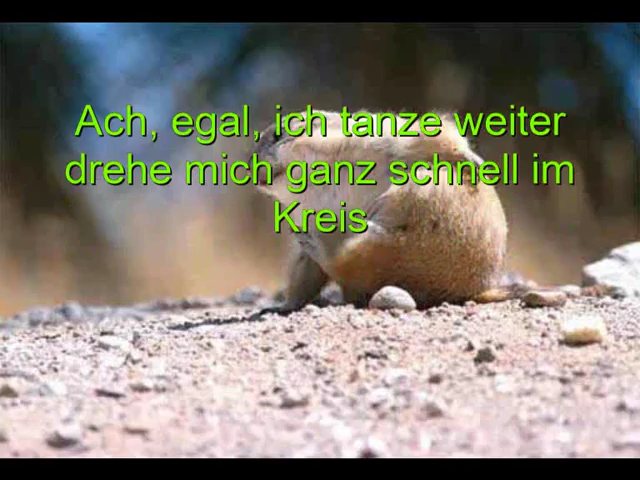 Ach, egal, ich tanze weiter
drehe mich ganz schnell im
Kreis